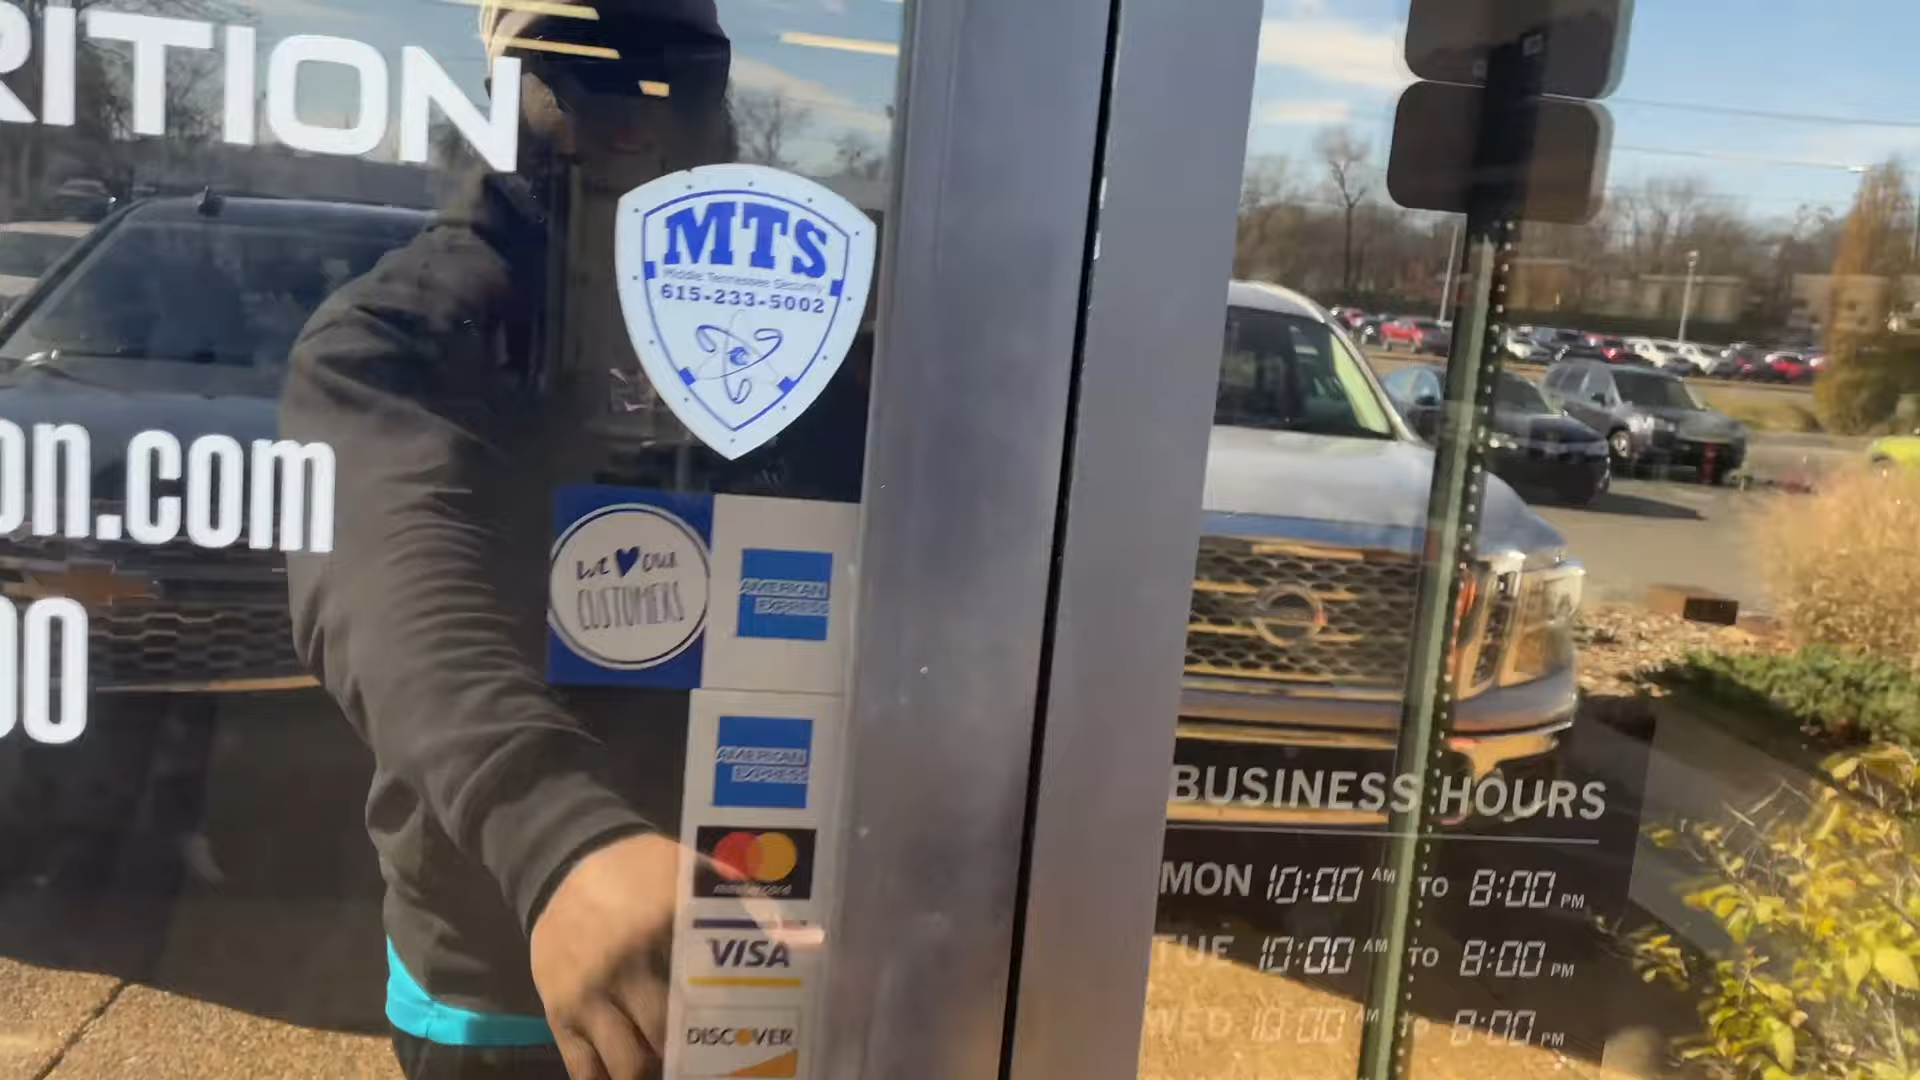 RITION
MTS
Middle Tennessee Security
615-233-5002
on.com
00
WE ♥ OUR
CUSTOMERS
AMERICAN
EXPRESS
AMERICAN
EXPRESS
mastercard
VISA
DISCOVER
BUSINESS HOURS
MON 10:00 AM TO 8:00 PM
TUE 10:00 AM TO 8:00 PM
WED 10:00 AM TO 8:00 PM